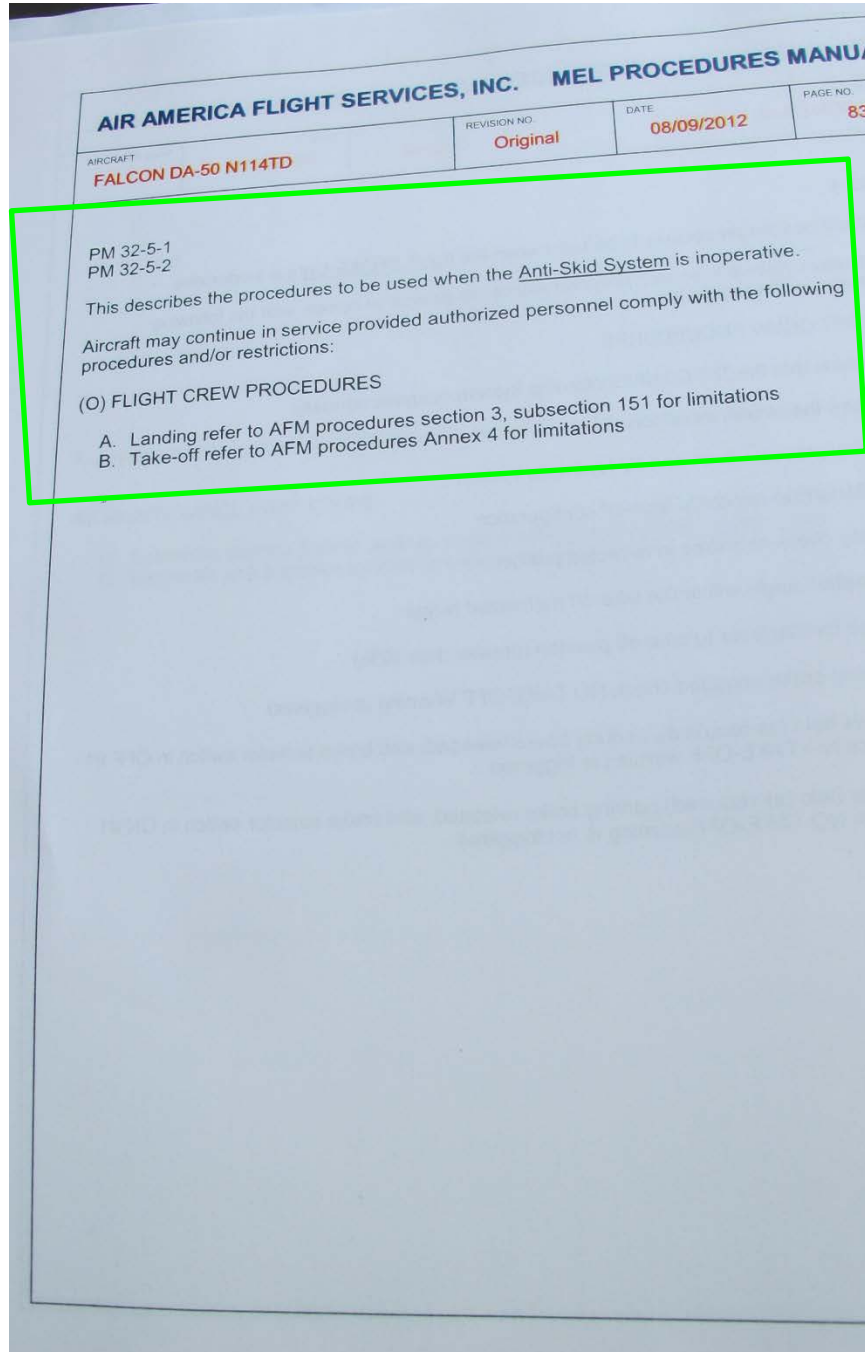 AIR AMERICA FLIGHT SERVICES, INC. MEL PROCEDURES MANUA
AIRCRAFT
FALCON DA-50 N114TD
REVISION NO.
Original
DATE
08/09/2012
PAGE NO.
83
PM 32-5-1
PM 32-5-2
This describes the procedures to be used when the Anti-Skid System is inoperative.
Aircraft may continue in service provided authorized personnel comply with the following
procedures and/or restrictions:
(O) FLIGHT CREW PROCEDURES
A. Landing refer to AFM procedures section 3, subsection 151 for limitations
B. Take-off refer to AFM procedures Annex 4 for limitations